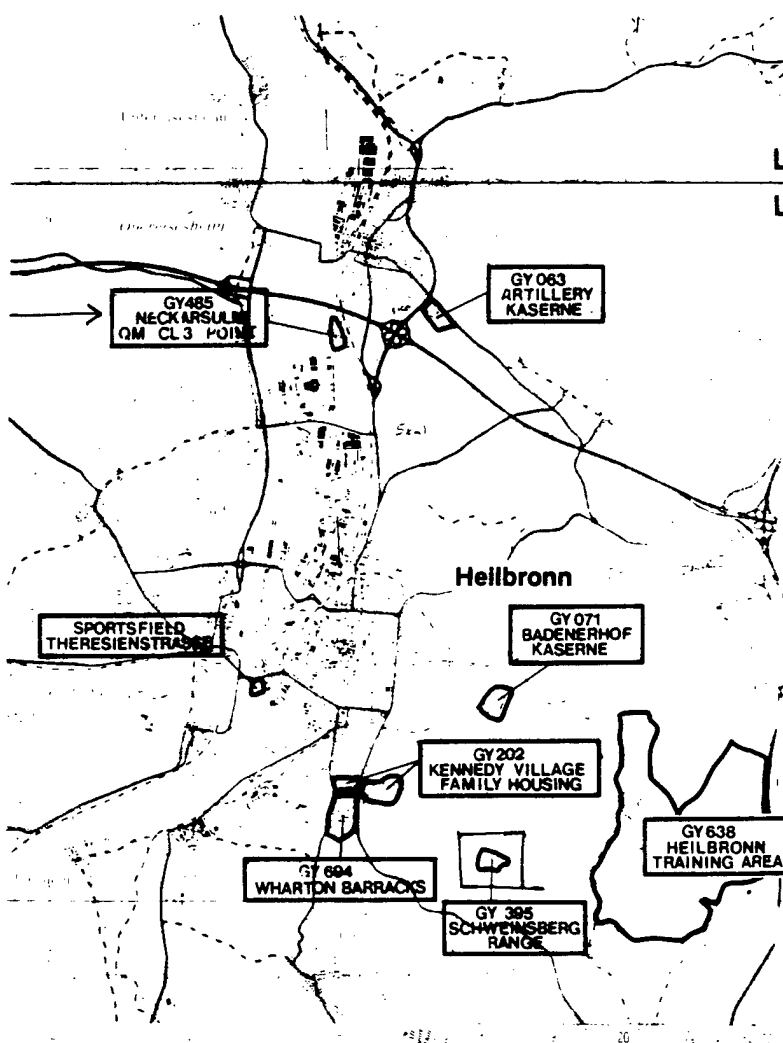 L
L
GY 063
ARTILLERY
KASERNE
GY485
NECKARSULM
QM CL 3 POINT
Heilbronn
GY 071
BADENERHOF
KASERNE
SPORTSFIELD
THERESIENSTRASSE
GY 202
KENNEDY VILLAGE
FAMILY HOUSING
GY 638
HEILBRONN
TRAINING AREA
GY 694
WHARTON BARRACKS
GY 395
SCHWEINSBERG
RANGE
20